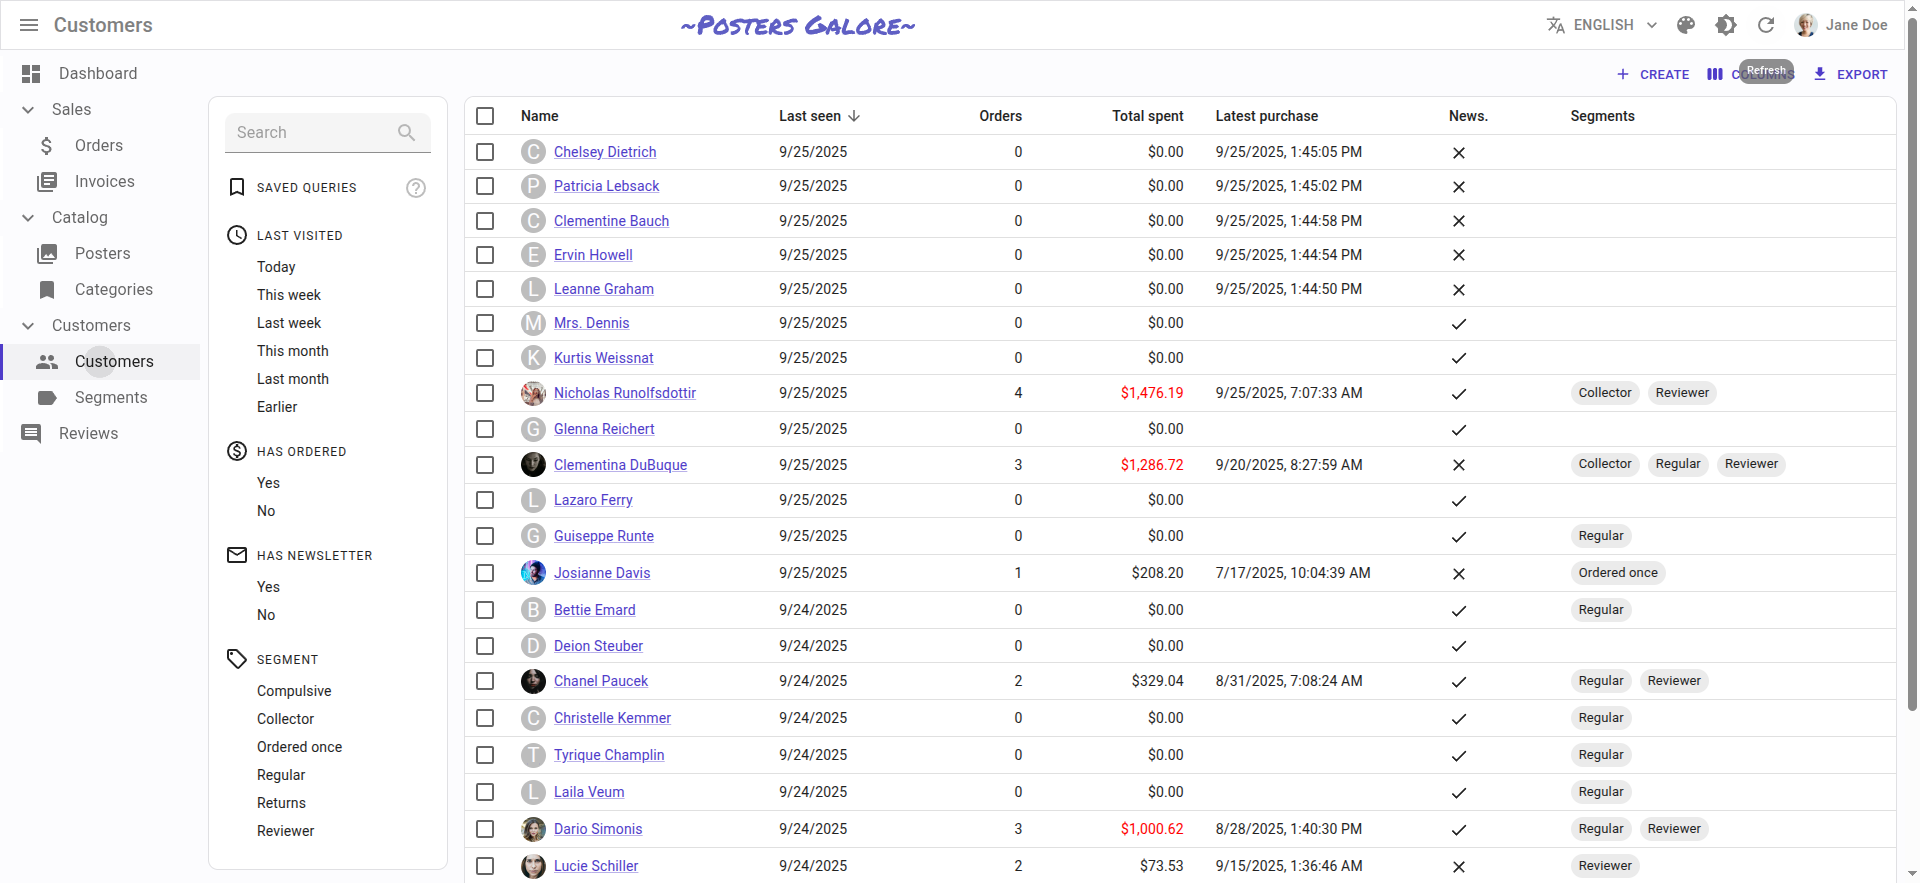 Customers
~Posters Galore~
ENGLISH
Jane Doe
Dashboard
Sales
Orders
Invoices
Catalog
Posters
Categories
Customers
Customers
Segments
Reviews
CREATE
COLUMNS
Refresh
EXPORT
Search
SAVED QUERIES
LAST VISITED
Today
This week
Last week
This month
Last month
Earlier
HAS ORDERED
Yes
No
HAS NEWSLETTER
Yes
No
SEGMENT
Compulsive
Collector
Ordered once
Regular
Returns
Reviewer
Name Last seen Orders Total spent Latest purchase News. Segments
C Chelsey Dietrich 9/25/2025 0 $0.00 9/25/2025, 1:45:05 PM
P Patricia Lebsack 9/25/2025 0 $0.00 9/25/2025, 1:45:02 PM
C Clementine Bauch 9/25/2025 0 $0.00 9/25/2025, 1:44:58 PM
E Ervin Howell 9/25/2025 0 $0.00 9/25/2025, 1:44:54 PM
L Leanne Graham 9/25/2025 0 $0.00 9/25/2025, 1:44:50 PM
M Mrs. Dennis 9/25/2025 0 $0.00
K Kurtis Weissnat 9/25/2025 0 $0.00
Nicholas Runolfsdottir 9/25/2025 4 $1,476.19 9/25/2025, 7:07:33 AM Collector Reviewer
G Glenna Reichert 9/25/2025 0 $0.00
Clementina DuBuque 9/25/2025 3 $1,286.72 9/20/2025, 8:27:59 AM Collector Regular Reviewer
L Lazaro Ferry 9/25/2025 0 $0.00
G Guiseppe Runte 9/25/2025 0 $0.00 Regular
Josianne Davis 9/25/2025 1 $208.20 7/17/2025, 10:04:39 AM Ordered once
B Bettie Emard 9/24/2025 0 $0.00 Regular
D Deion Steuber 9/24/2025 0 $0.00
Chanel Paucek 9/24/2025 2 $329.04 8/31/2025, 7:08:24 AM Regular Reviewer
C Christelle Kemmer 9/24/2025 0 $0.00 Regular
T Tyrique Champlin 9/24/2025 0 $0.00 Regular
L Laila Veum 9/24/2025 0 $0.00 Regular
Dario Simonis 9/24/2025 3 $1,000.62 8/28/2025, 1:40:30 PM Regular Reviewer
Lucie Schiller 9/24/2025 2 $73.53 9/15/2025, 1:36:46 AM Reviewer